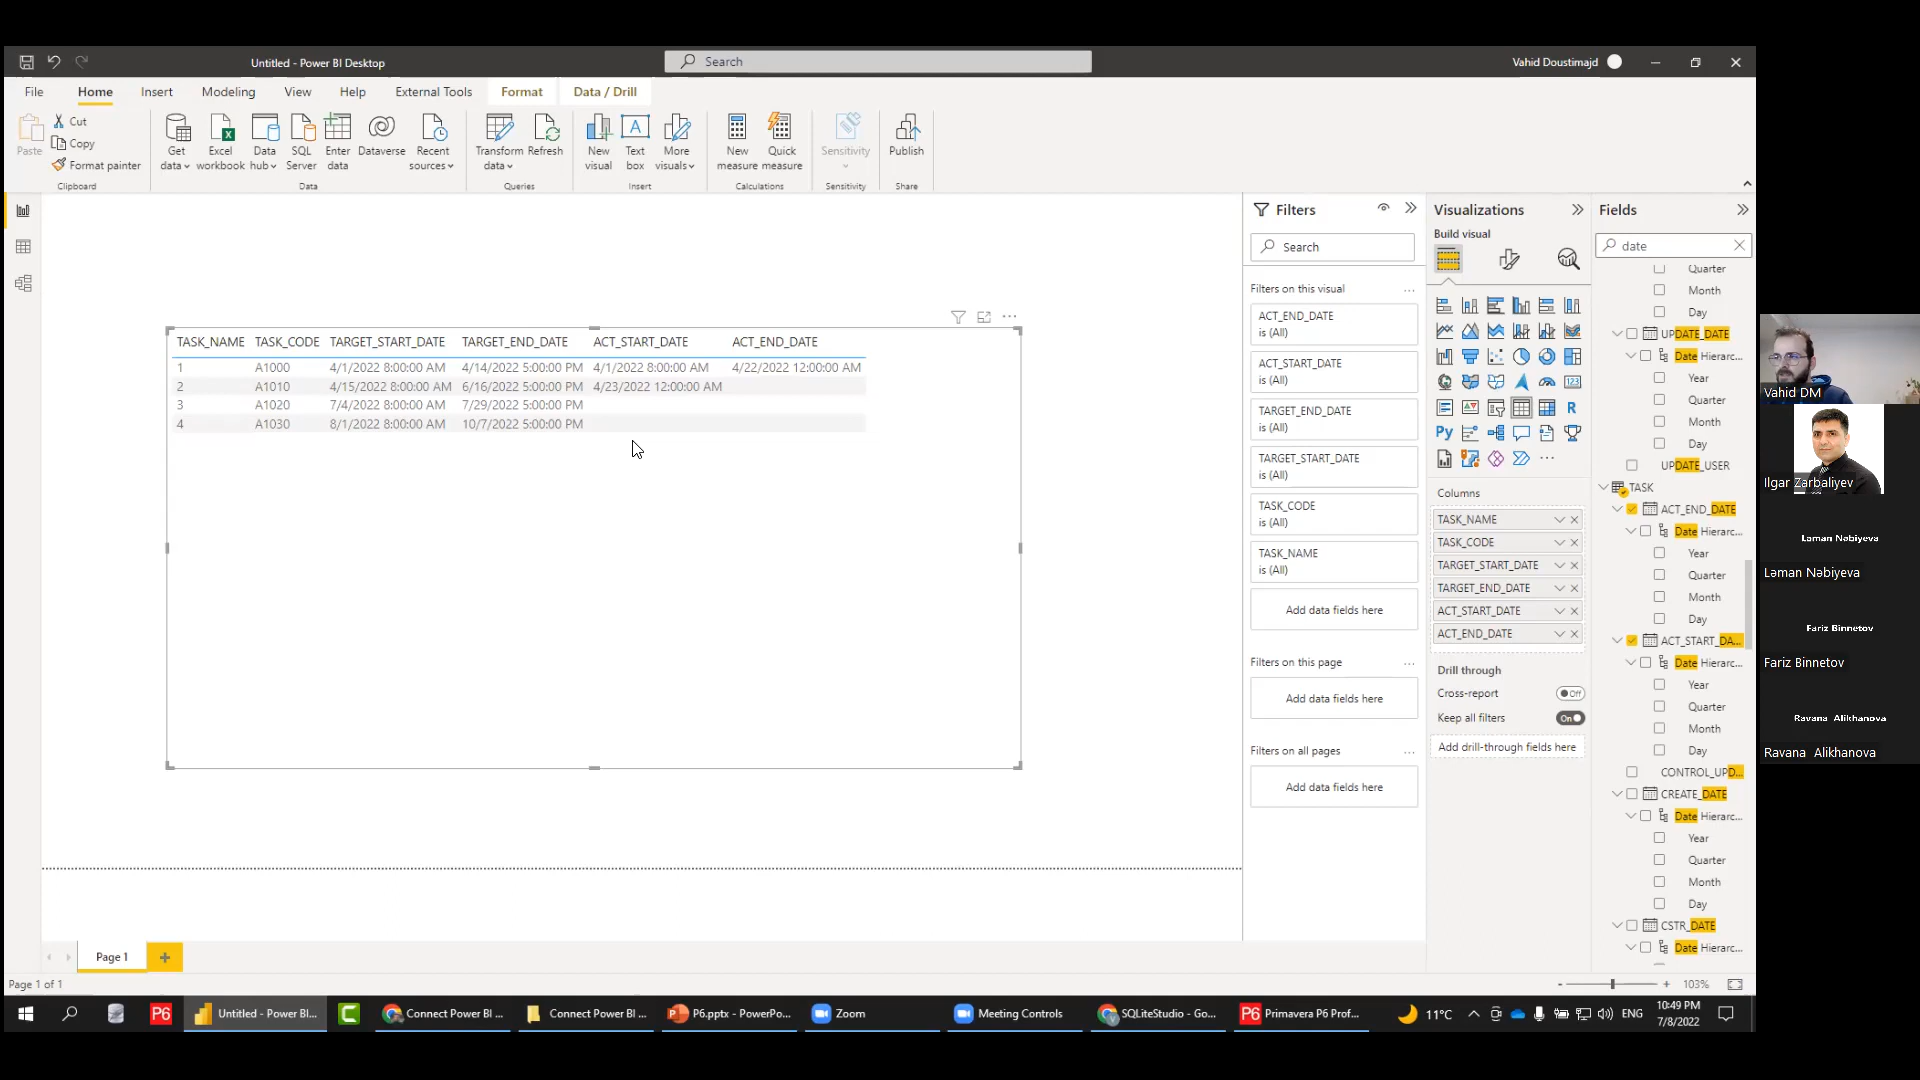 Untitled - Power BI Desktop
Search
Vahid Doustimajd
File Home Insert Modeling View Help External Tools Format Data / Drill
Paste
Cut
Copy
Format painter
Get data
Excel workbook
Data hub
SQL Server
Enter data
Dataverse
Recent sources
Transform data
Refresh
New visual
Text box
More visuals
New measure
Quick measure
Sensitivity
Publish
Clipboard Data Queries Insert Calculations Sensitivity Share
TASK_NAME TASK_CODE TARGET_START_DATE TARGET_END_DATE ACT_START_DATE ACT_END_DATE
1 A1000 4/1/2022 8:00:00 AM 4/14/2022 5:00:00 PM 4/1/2022 8:00:00 AM 4/22/2022 12:00:00 AM
2 A1010 4/15/2022 8:00:00 AM 6/16/2022 5:00:00 PM 4/23/2022 12:00:00 AM
3 A1020 7/4/2022 8:00:00 AM 7/29/2022 5:00:00 PM
4 A1030 8/1/2022 8:00:00 AM 10/7/2022 5:00:00 PM
Filters
Search
Filters on this visual ...
ACT_END_DATE
is (All)
ACT_START_DATE
is (All)
TARGET_END_DATE
is (All)
TARGET_START_DATE
is (All)
TASK_CODE
is (All)
TASK_NAME
is (All)
Add data fields here
Filters on this page ...
Add data fields here
Filters on all pages ...
Add data fields here
Visualizations
Build visual
123
R
Py
...
Columns
TASK_NAME
TASK_CODE
TARGET_START_DATE
TARGET_END_DATE
ACT_START_DATE
ACT_END_DATE
Drill through
Cross-report Off
Keep all filters On
Add drill-through fields here
Fields
date
Quarter
Month
Day
UPDATE_DATE
Date Hierarc...
Year
Quarter
Month
Day
UPDATE_USER
TASK
ACT_END_DATE
Date Hierarc...
Year
Quarter
Month
Day
ACT_START_DA...
Date Hierarc...
Year
Quarter
Month
Day
CONTROL_UPD...
CREATE_DATE
Date Hierarc...
Year
Quarter
Month
Day
CSTR_DATE
Date Hierarc...
Vahid DM
Ilgar Zarbaliyev
Ləman Nəbiyeva
Ləman Nəbiyeva
Fariz Binnetov
Fariz Binnetov
Ravana Alikhanova
Ravana Alikhanova
Page 1
+
Page 1 of 1
- + 103%
P6
Untitled - Power BI...
Connect Power BI ...
Connect Power BI ...
P6.pptx - PowerPo...
Zoom
Meeting Controls
SQLiteStudio - Go...
P6 Primavera P6 Prof...
11°C
ENG
10:49 PM
7/8/2022